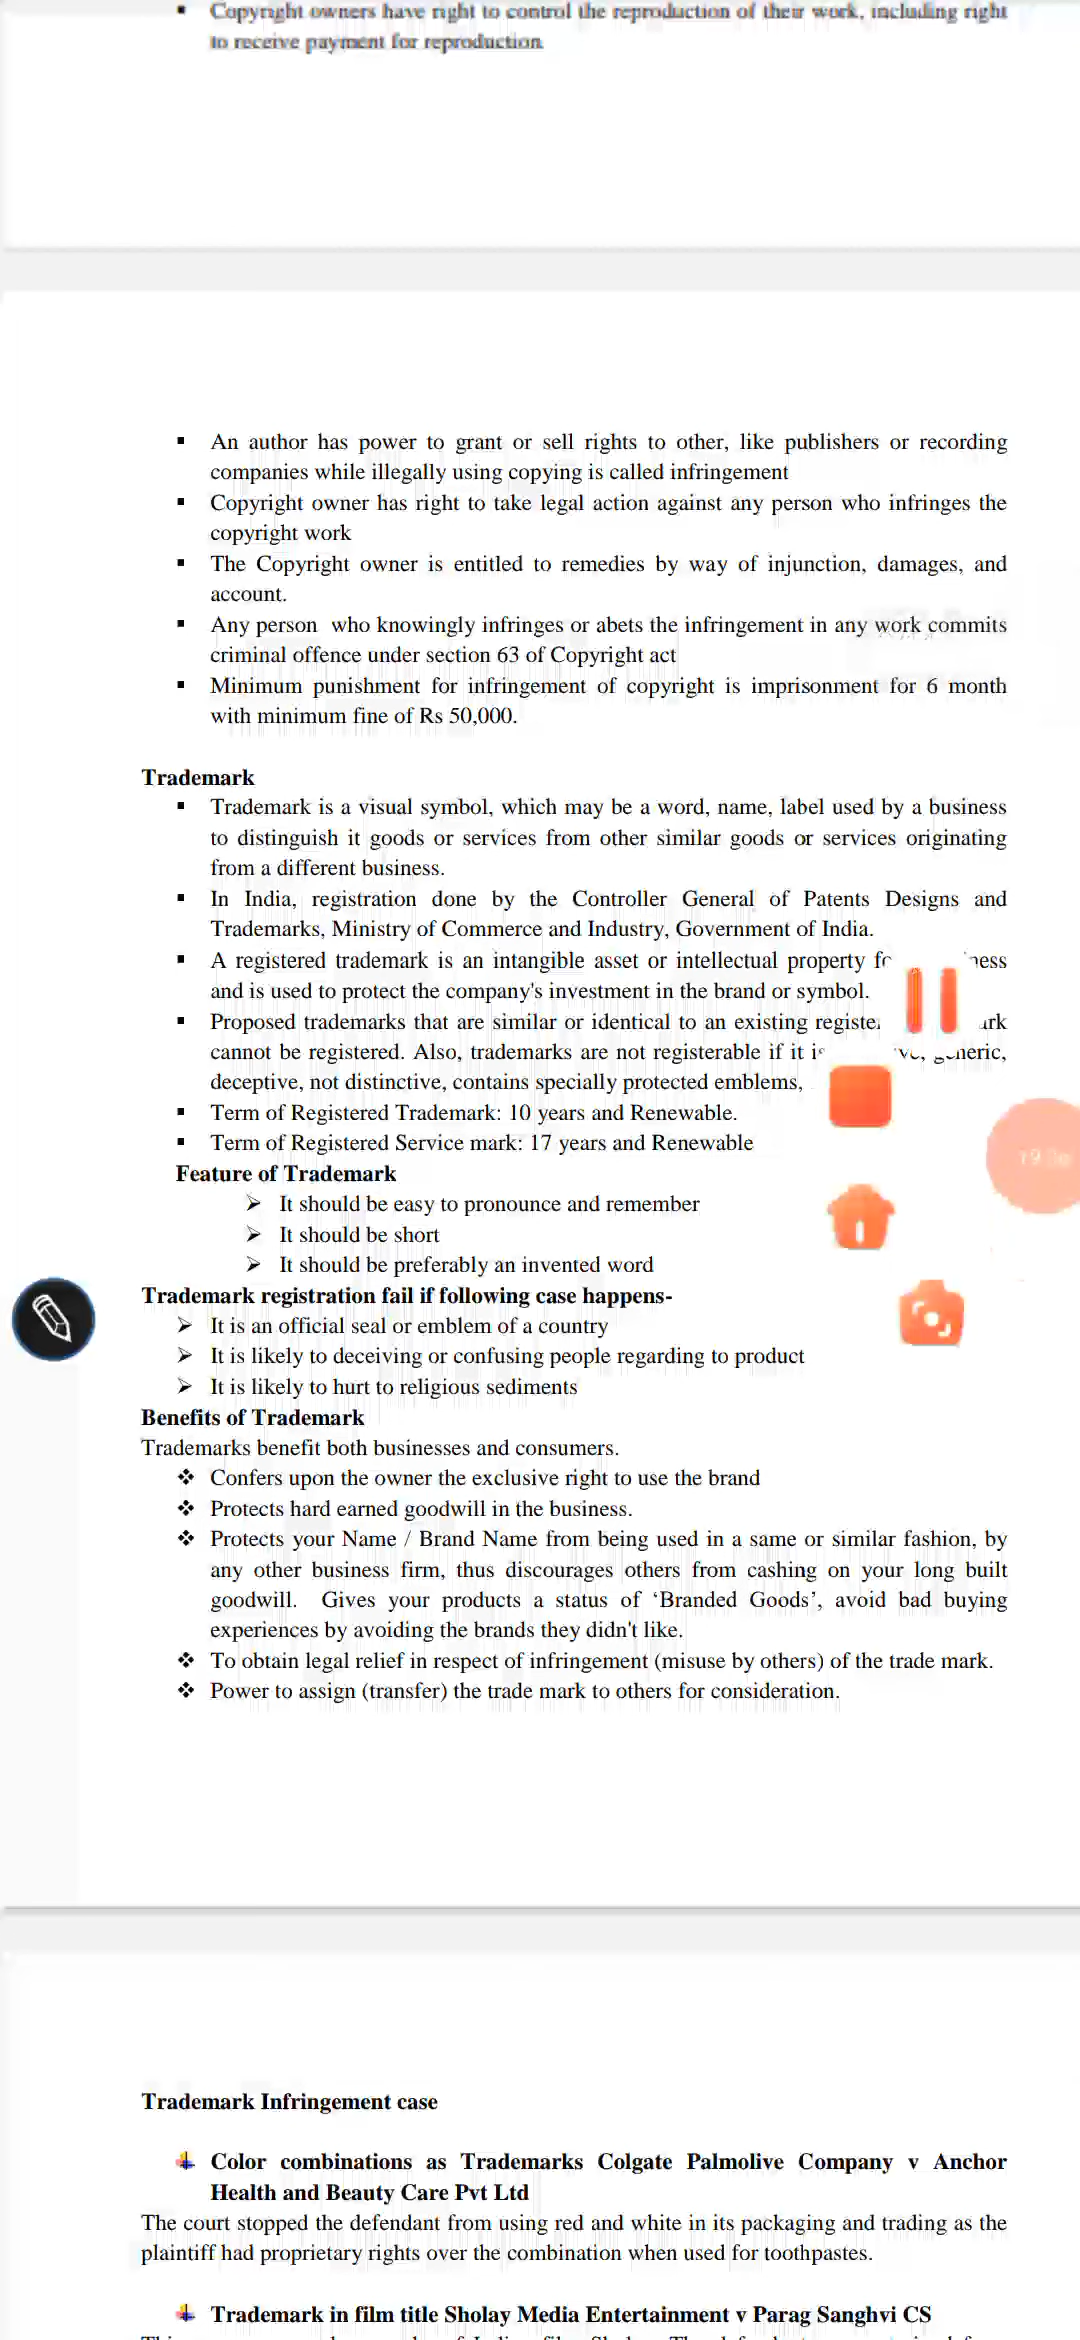 Copyright owners have right to control the reproduction of their work, including right
to receive payment for reproduction
An author has power to grant or sell rights to other, like publishers or recording
companies while illegally using copying is called infringement
Copyright owner has right to take legal action against any person who infringes the
copyright work
The Copyright owner is entitled to remedies by way of injunction, damages, and
account.
Any person who knowingly infringes or abets the infringement in any work commits
criminal offence under section 63 of Copyright act
Minimum punishment for infringement of copyright is imprisonment for 6 month
with minimum fine of Rs 50,000.
Trademark
Trademark is a visual symbol, which may be a word, name, label used by a business
to distinguish it goods or services from other similar goods or services originating
from a different business.
In India, registration done by the Controller General of Patents Designs and
Trademarks, Ministry of Commerce and Industry, Government of India.
A registered trademark is an intangible asset or intellectual property
and is used to protect the company's investment in the brand or symbol.
Proposed trademarks that are similar or identical to an existing
cannot be registered. Also, trademarks are not registerable if it generic,
deceptive, not distinctive, contains specially protected emblems,
Term of Registered Trademark: 10 years and Renewable.
Term of Registered Service mark: 17 years and Renewable
Feature of Trademark
It should be easy to pronounce and remember
It should be short
It should be preferably an invented word
Trademark registration fail if following case happens-
It is an official seal or emblem of a country
It is likely to deceiving or confusing people regarding to product
It is likely to hurt to religious sediments
Benefits of Trademark
Trademarks benefit both businesses and consumers.
Confers upon the owner the exclusive right to use the brand
Protects hard earned goodwill in the business.
Protects your Name / Brand Name from being used in a same or similar fashion, by
any other business firm, thus discourages others from cashing on your long built
goodwill. Gives your products a status of ‘Branded Goods’, avoid bad buying
experiences by avoiding the brands they didn't like.
To obtain legal relief in respect of infringement (misuse by others) of the trade mark.
Power to assign (transfer) the trade mark to others for consideration.
Trademark Infringement case
Color combinations as Trademarks Colgate Palmolive Company v Anchor
Health and Beauty Care Pvt Ltd
The court stopped the defendant from using red and white in its packaging and trading as the
plaintiff had proprietary rights over the combination when used for toothpastes.
Trademark in film title Sholay Media Entertainment v Parag Sanghvi CS